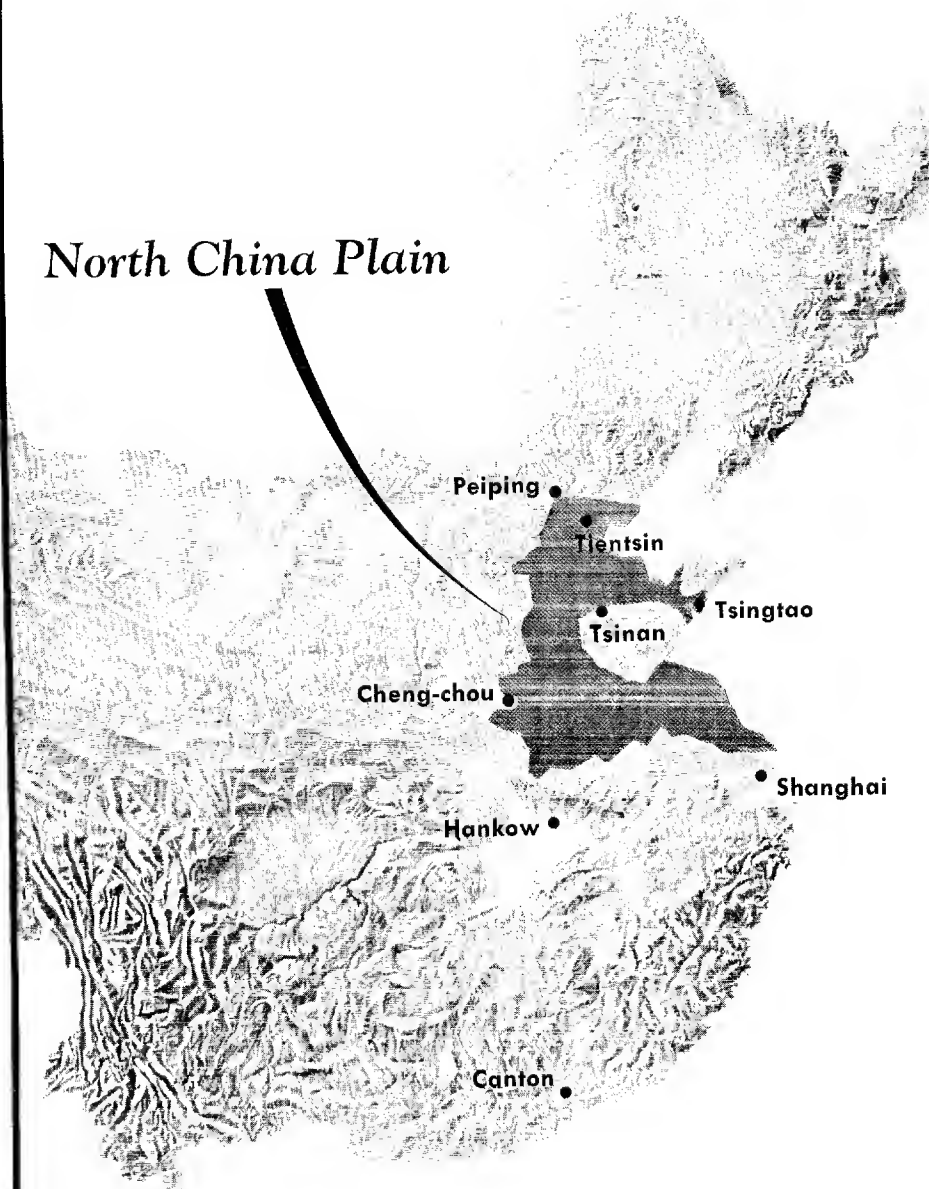 North China Plain
Peiping
Tientsin
Tsingtao
Tsinan
Cheng-chou
Shanghai
Hankow
Canton